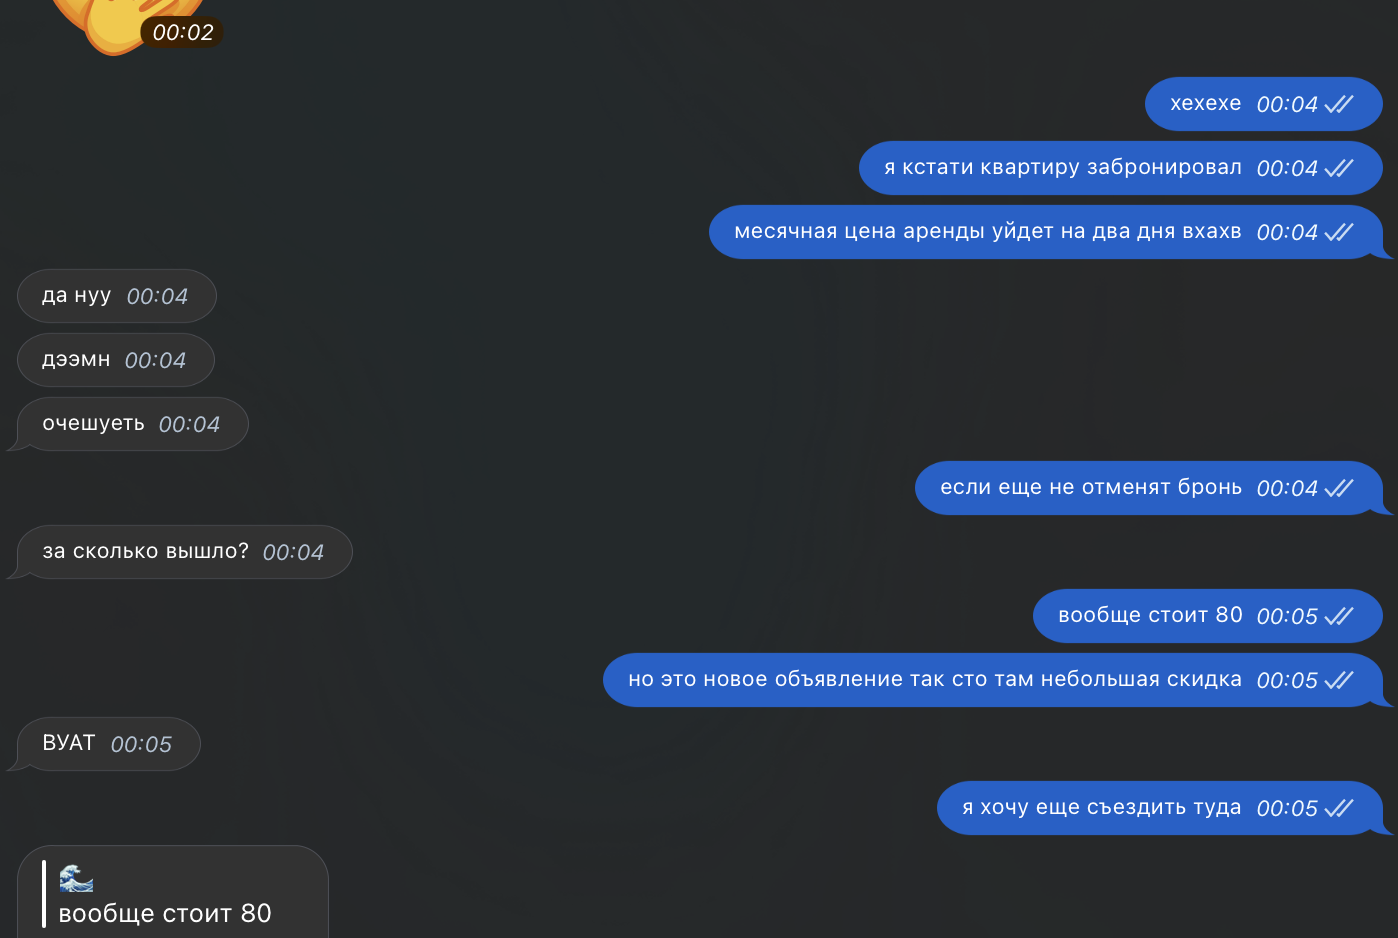 00:02
хехехе 00:04
я кстати квартиру забронировал 00:04
месячная цена аренды уйдет на два дня вхахв 00:04
да нуу 00:04
дээмн 00:04
очешуеть 00:04
если еще не отменят бронь 00:04
за сколько вышло? 00:04
вообще стоит 80 00:05
но это новое объявление так сто там небольшая скидка 00:05
ВУАТ 00:05
я хочу еще съездить туда 00:05
вообще стоит 80